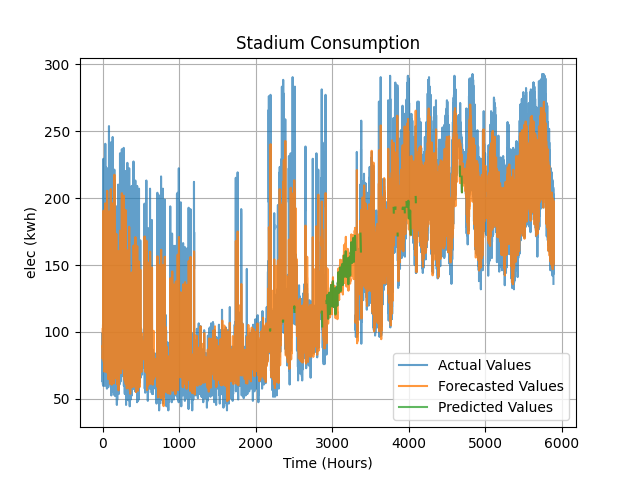 Stadium Consumption
300
250
200
150
100
50
elec (kwh)
0
1000
2000
3000
4000
5000
6000
Time (Hours)
Actual Values
Forecasted Values
Predicted Values